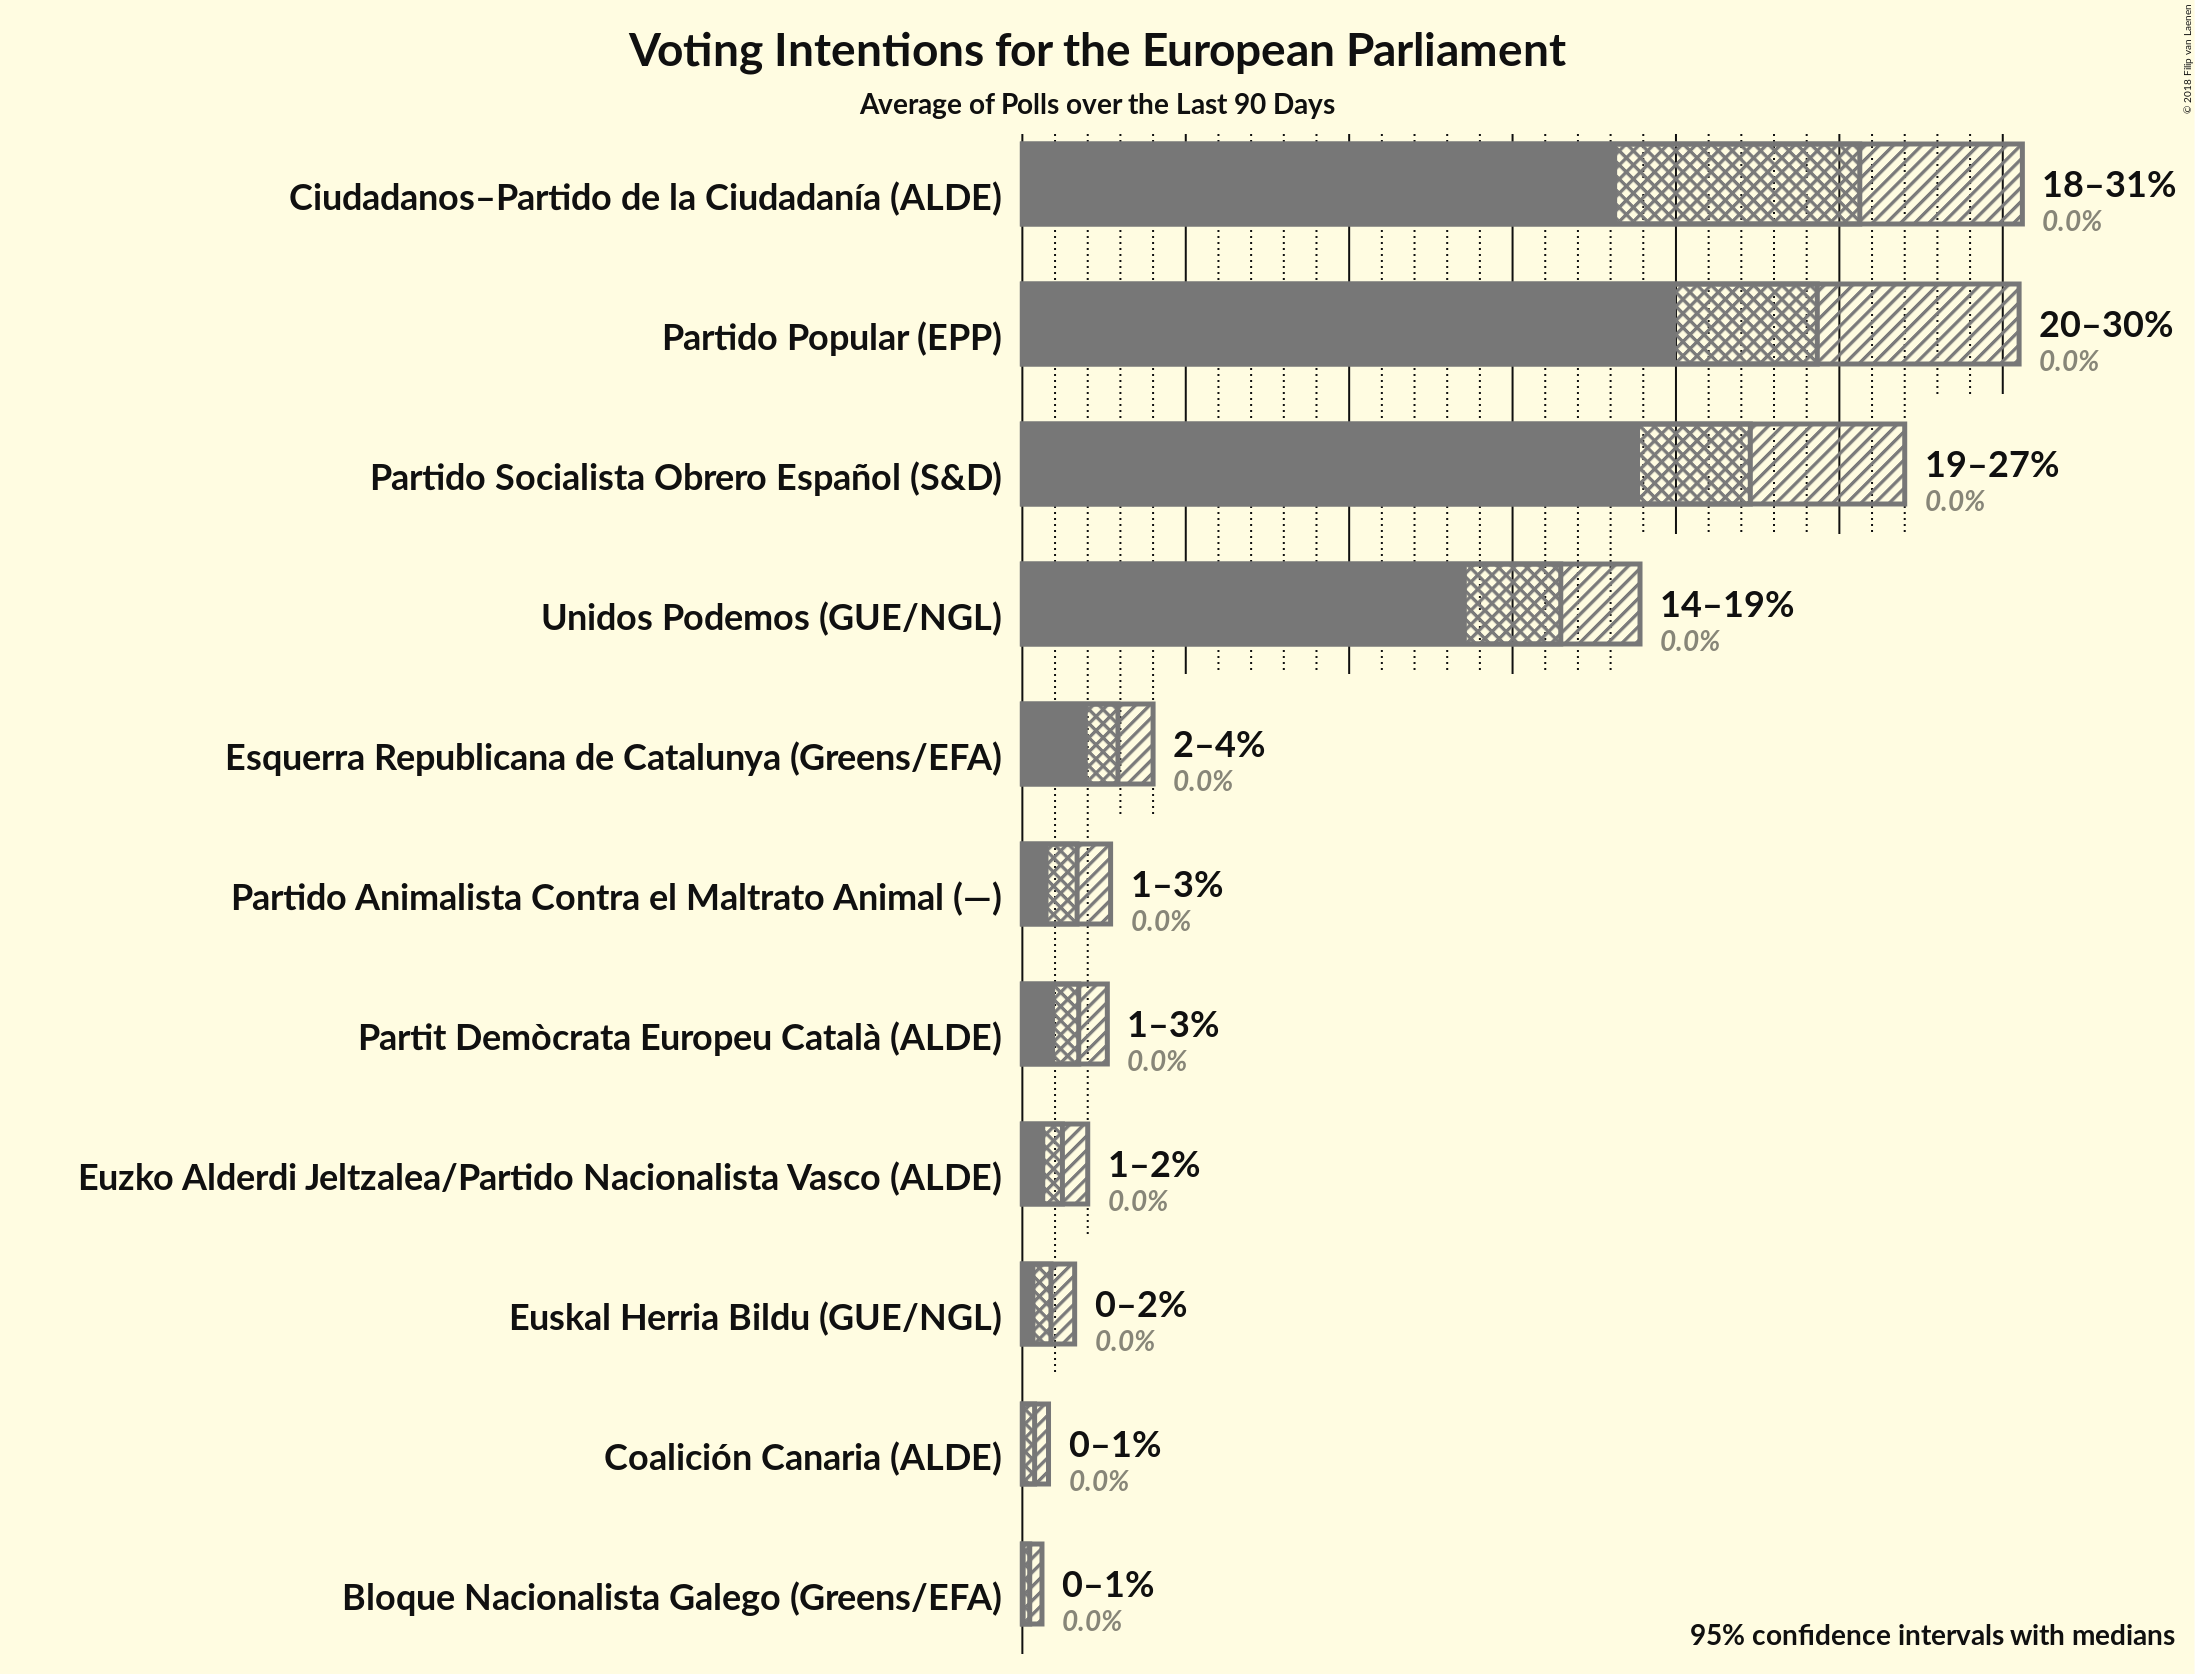 Voting Intentions for the European Parliament
Average of Polls over the Last 90 Days
© 2018 Filip van Laenen
Ciudadanos–Partido de la Ciudadanía (ALDE)
18–31%
0.0%
Partido Popular (EPP)
20–30%
0.0%
Partido Socialista Obrero Español (S&D)
19–27%
0.0%
Unidos Podemos (GUE/NGL)
14–19%
0.0%
Esquerra Republicana de Catalunya (Greens/EFA)
2–4%
0.0%
Partido Animalista Contra el Maltrato Animal (—)
1–3%
0.0%
Partit Demòcrata Europeu Català (ALDE)
1–3%
0.0%
Euzko Alderdi Jeltzalea/Partido Nacionalista Vasco (ALDE)
1–2%
0.0%
Euskal Herria Bildu (GUE/NGL)
0–2%
0.0%
Coalición Canaria (ALDE)
0–1%
0.0%
Bloque Nacionalista Galego (Greens/EFA)
0–1%
0.0%
95% confidence intervals with medians